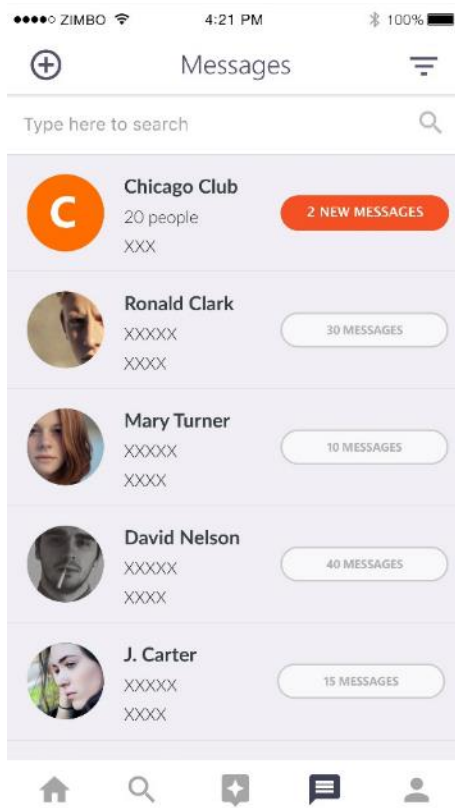 ZIMBO 4:21 PM 100%
Messages
Type here to search
C
Chicago Club
20 people
XXX
2 NEW MESSAGES
Ronald Clark
XXXXX
XXXX
30 MESSAGES
Mary Turner
XXXXX
XXXX
10 MESSAGES
David Nelson
XXXXX
XXXX
40 MESSAGES
J. Carter
XXXXX
XXXX
15 MESSAGES